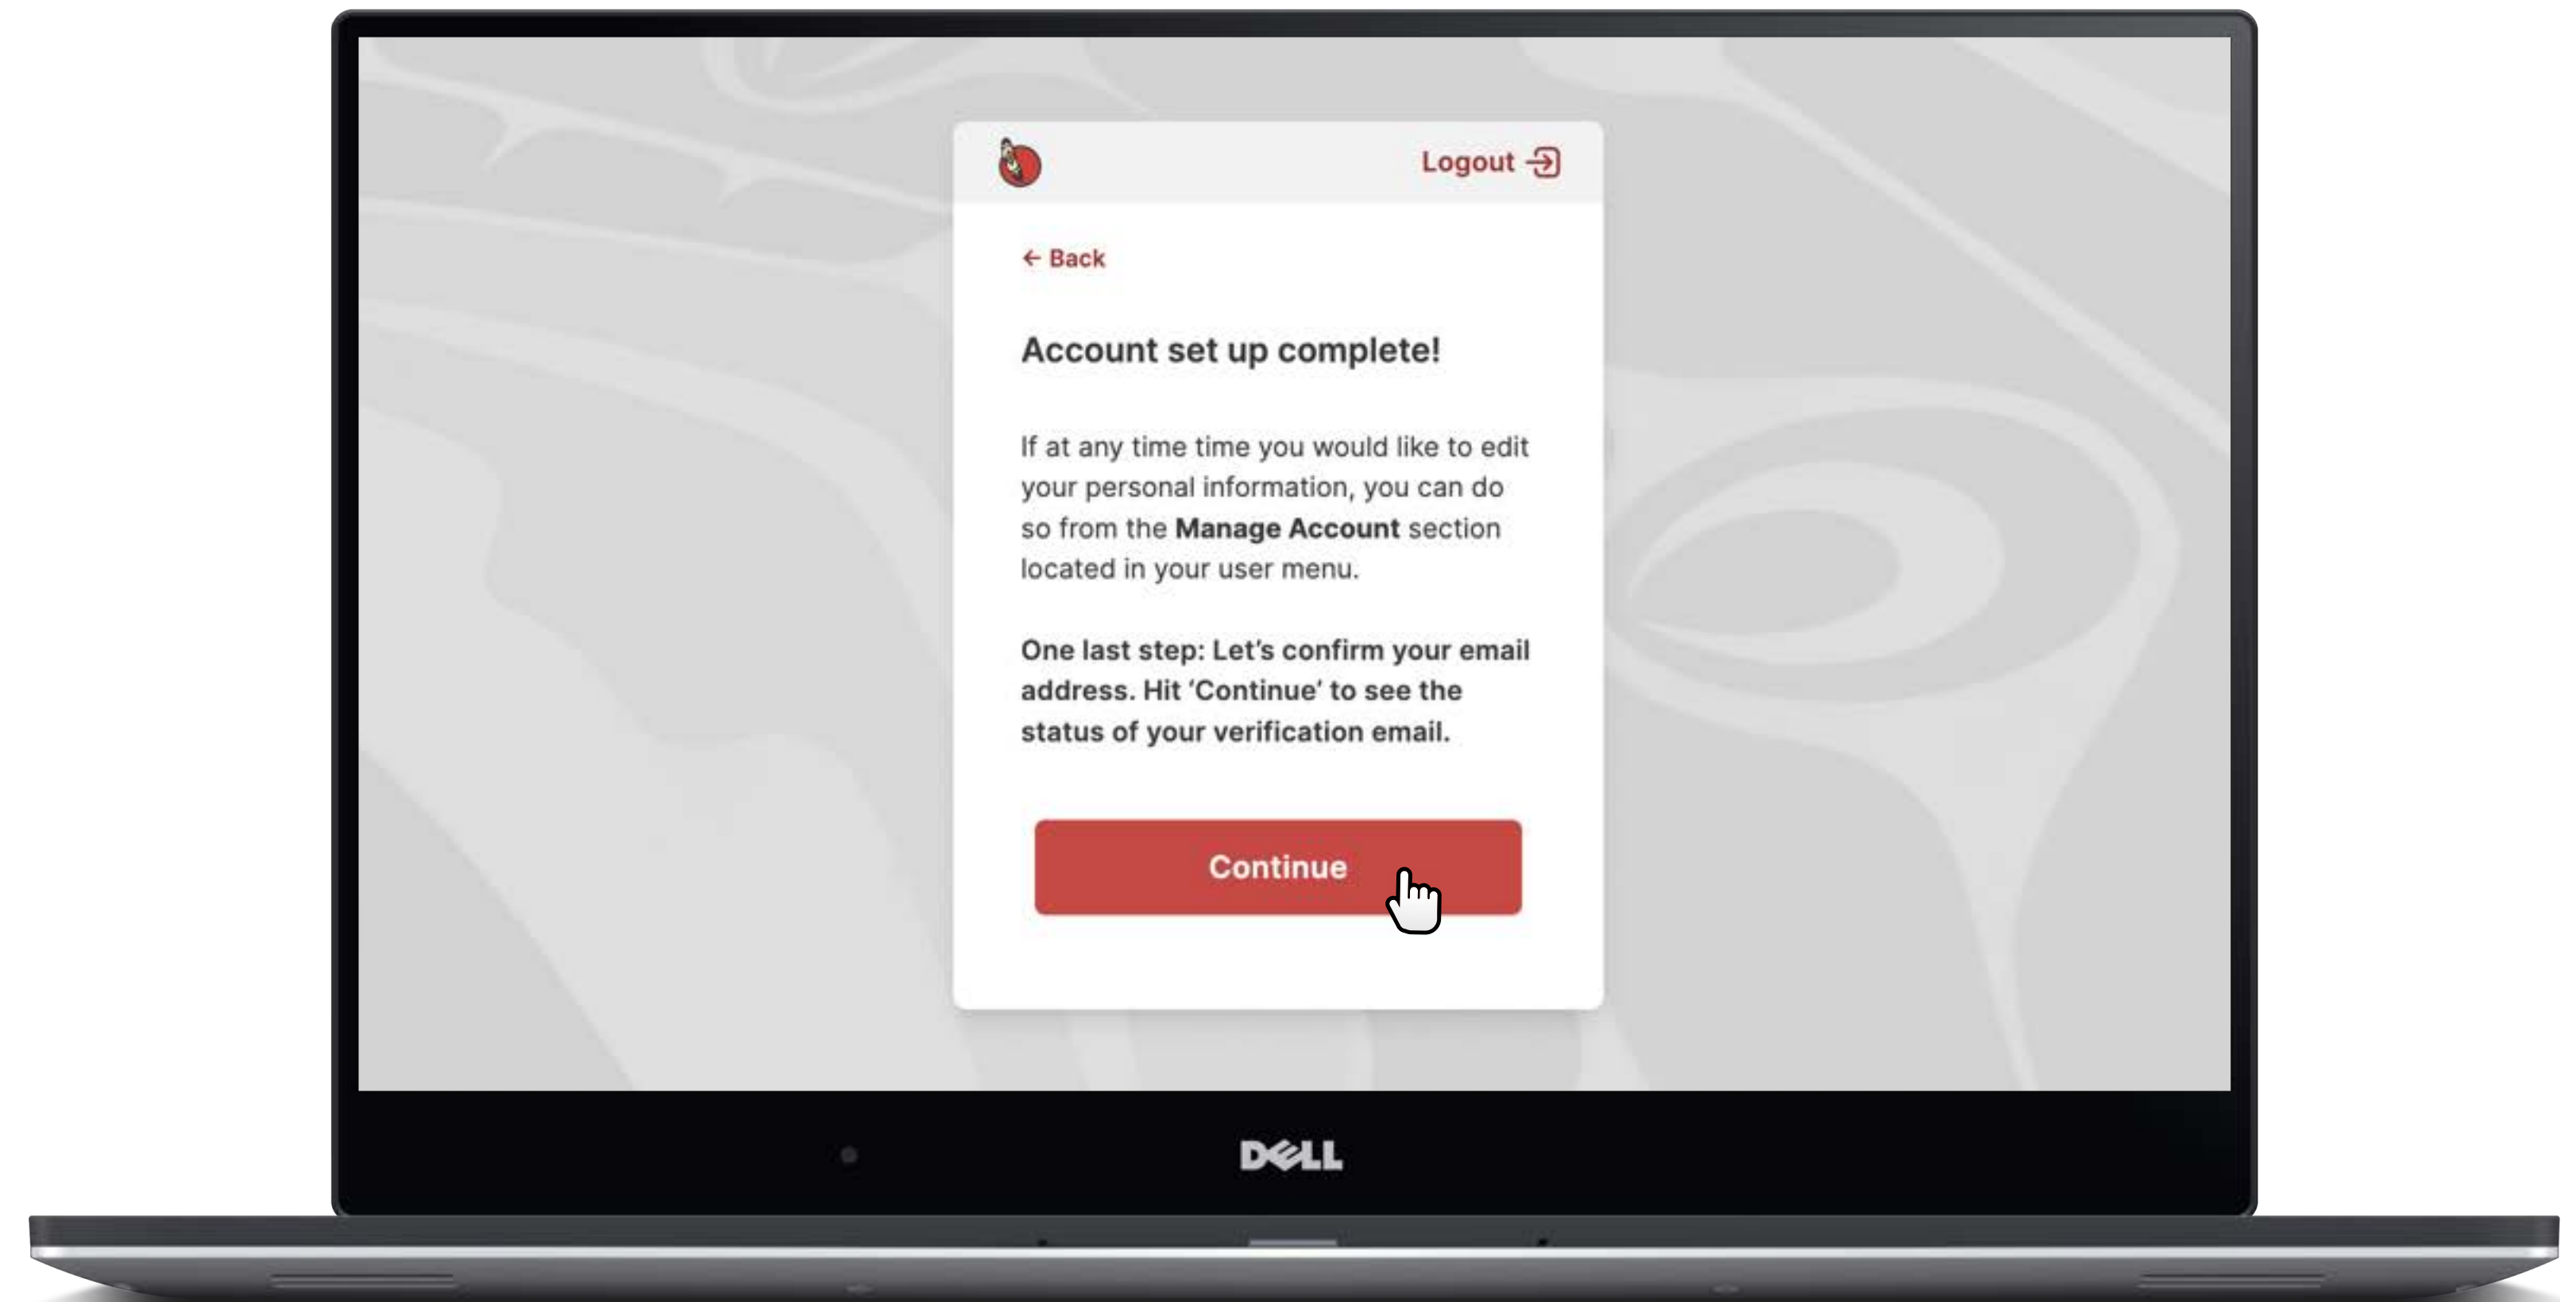 Logout
← Back
Account set up complete!
If at any time time you would like to edit
your personal information, you can do
so from the Manage Account section
located in your user menu.
One last step: Let’s confirm your email
address. Hit ‘Continue’ to see the
status of your verification email.
Continue
DELL